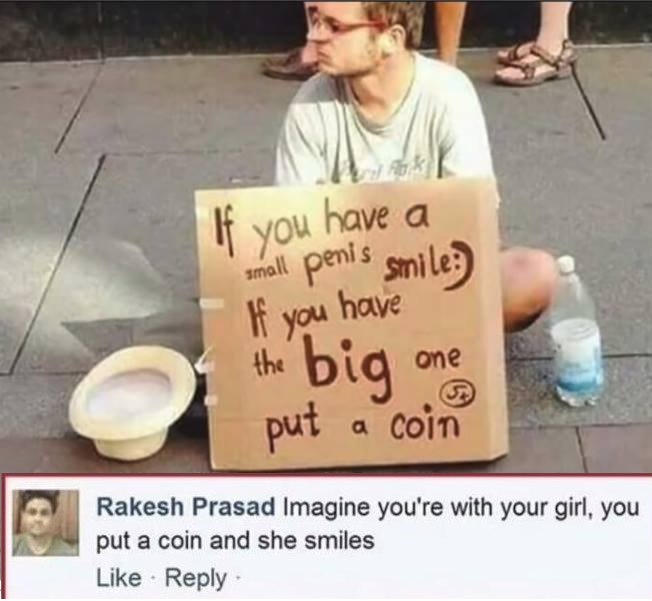 If you have a
small penis smile:)
If you have
the big one
put a coin
Rakesh Prasad Imagine you're with your girl, you
put a coin and she smiles
Like · Reply ·